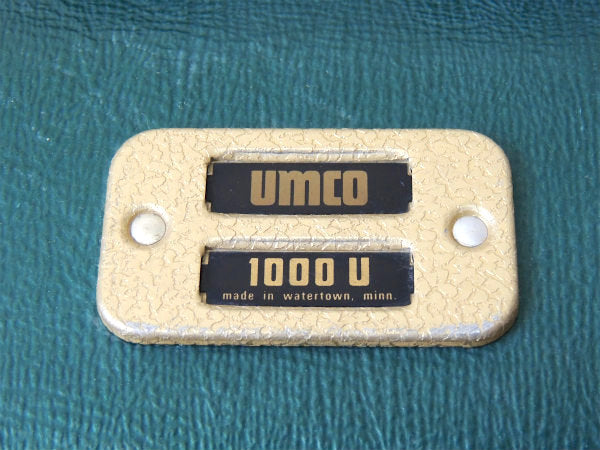 UMCO
1000 U
made in watertown, minn.